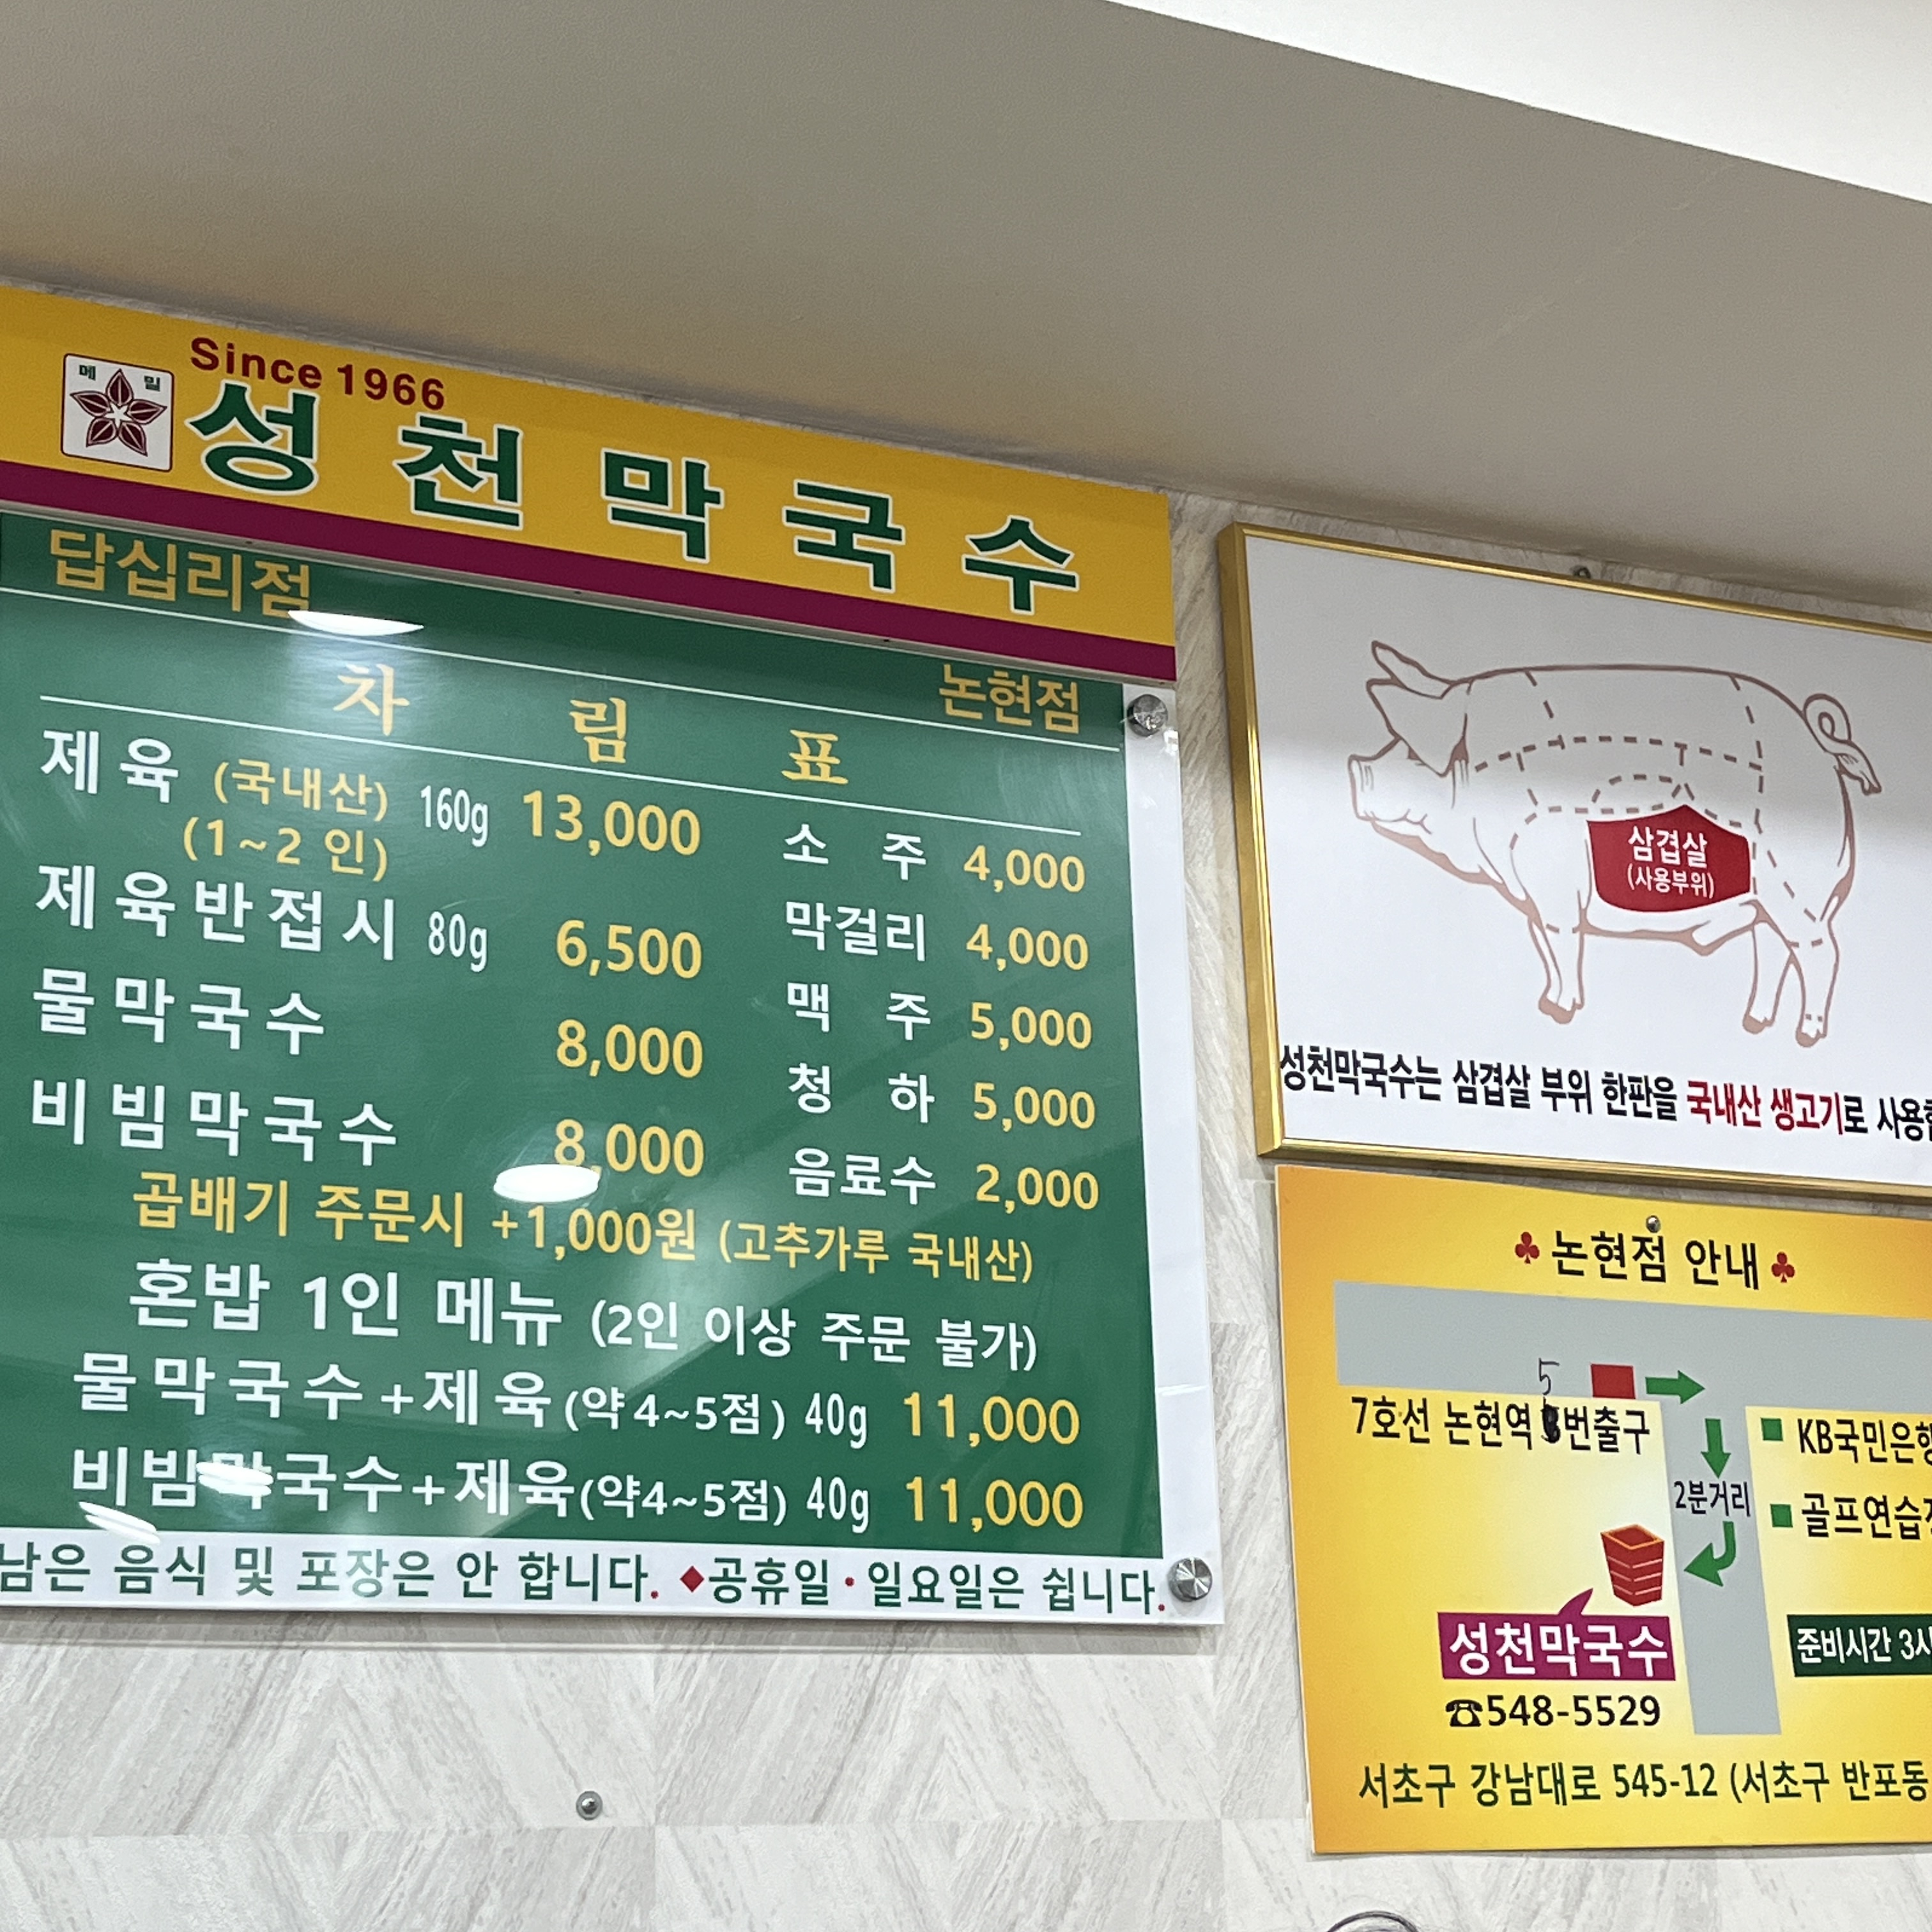 메 밀
Since 1966
성천막국수
답십리점
논현점
차림표
제육 (국내산) 160g 13,000
(1~2 인)
제육반접시 80g 6,500
물막국수 8,000
비빔막국수 8,000
소 주 4,000
막걸리 4,000
맥 주 5,000
청 하 5,000
음료수 2,000
곱배기 주문시 +1,000원 (고추가루 국내산)
혼밥 1인 메뉴 (2인 이상 주문 불가)
물막국수+제육(약4~5점) 40g 11,000
비빔막국수+제육(약4~5점) 40g 11,000
남은 음식 및 포장은 안 합니다. ◆공휴일·일요일은 쉽니다.
삼겹살
(사용부위)
성천막국수는 삼겹살 부위 한판을 국내산 생고기로 사용
♣ 논현점 안내 ♣
5
7호선 논현역 번출구
KB국민은행
2분거리
골프연습
성천막국수
준비시간 3
☎548-5529
서초구 강남대로 545-12 (서초구 반포동